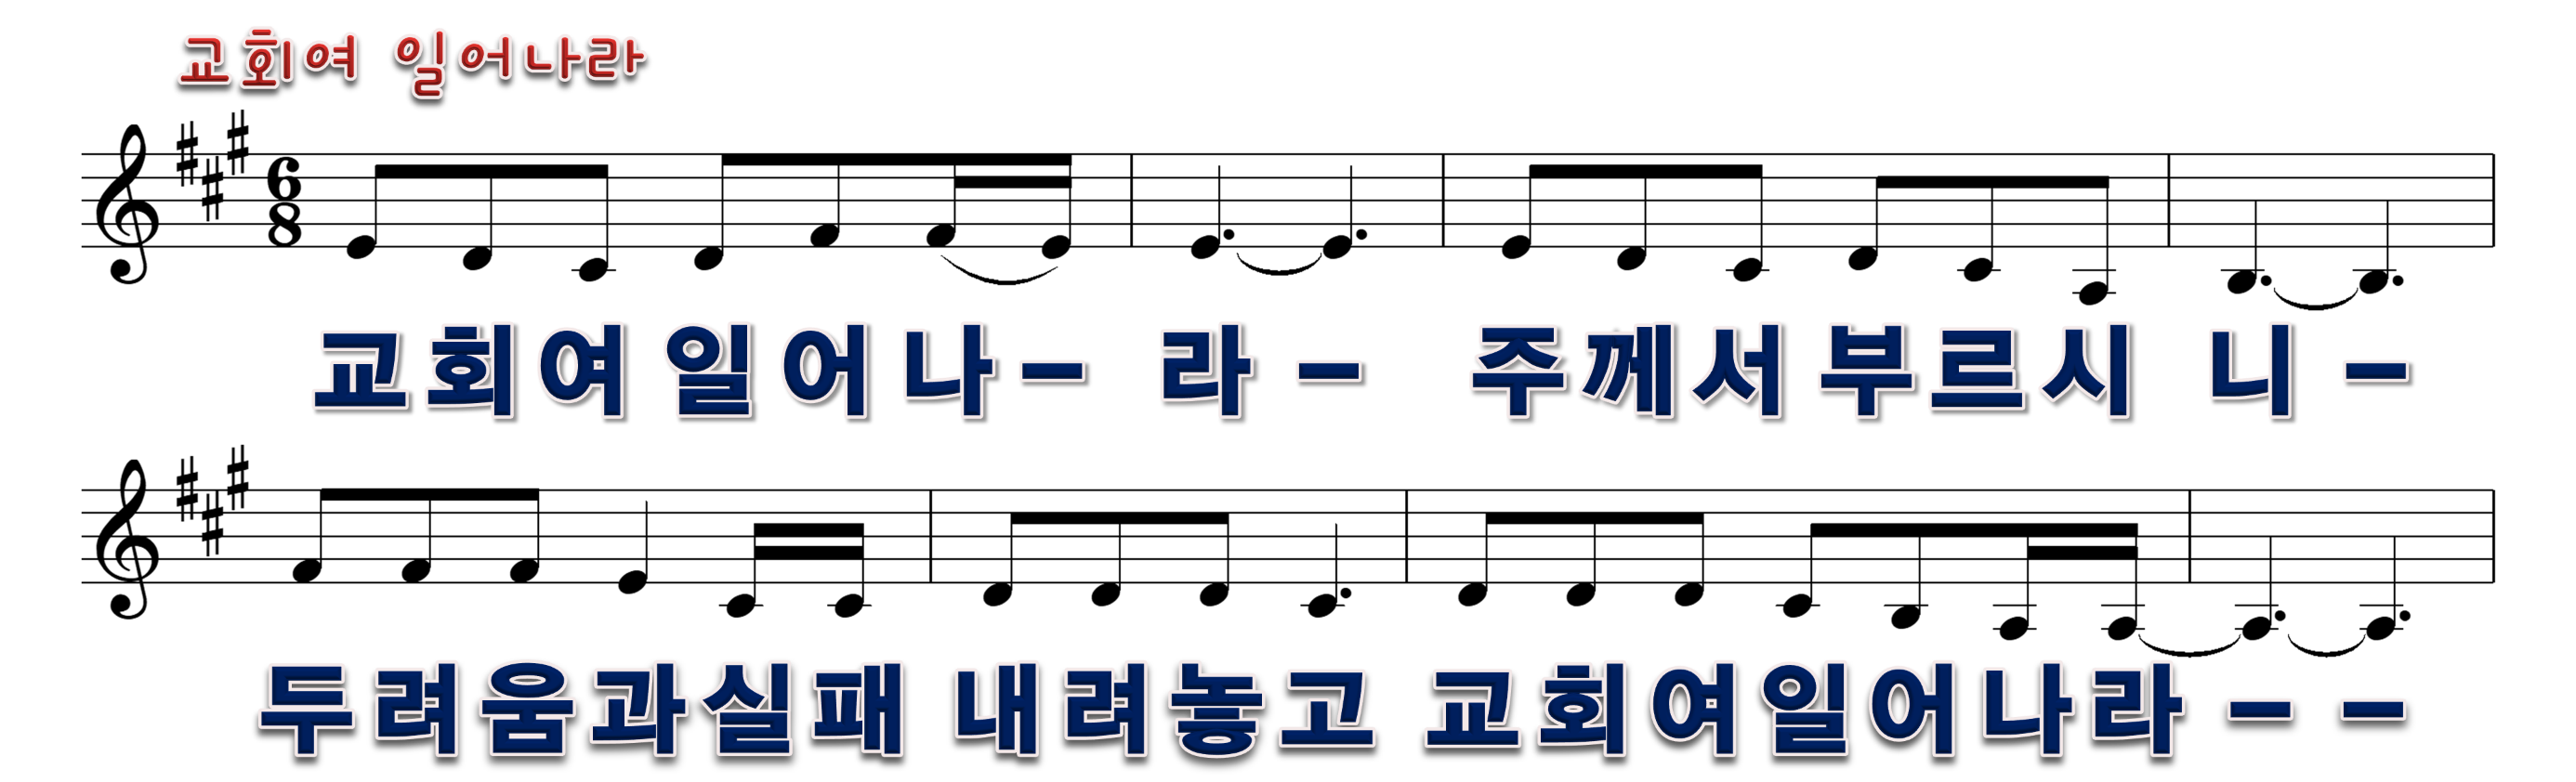 교회여 일어나라
6
8
교회여 일어나- 라 - 주께서 부르시 니 -
두려움과실패 내려놓고 교회여일어나라 - -